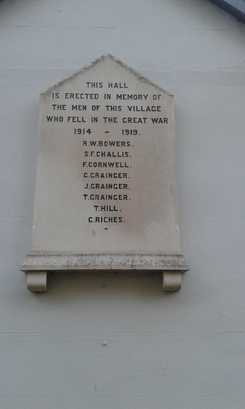 THIS HALL
IS ERECTED IN MEMORY OF
THE MEN OF THIS VILLAGE
WHO FELL IN THE GREAT WAR
1914 – 1919.
R.W.BOWERS.
S.F.CHALLIS.
F.CORNWELL.
C.GRAINGER.
J.GRAINGER.
T.GRAINGER.
T.HILL.
C.RICHES.